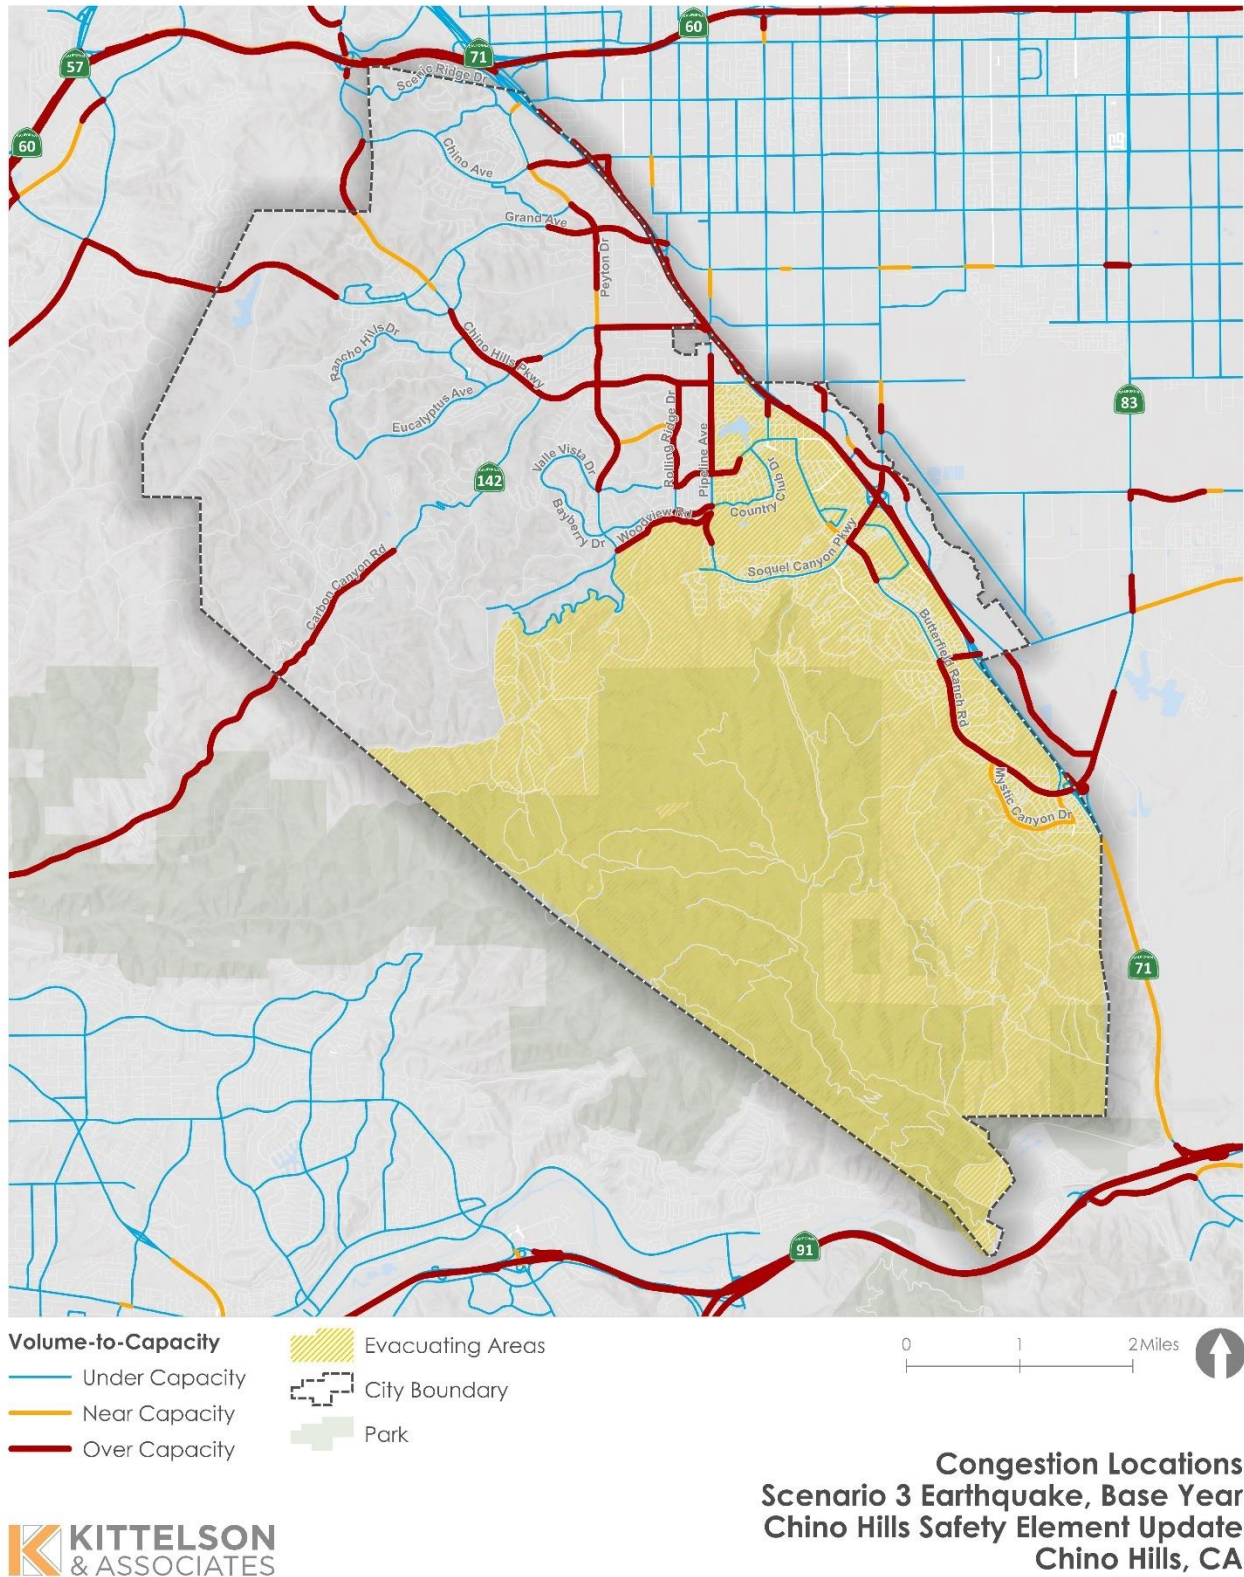 60
71
57
Scenic Ridge Dr
60
Chino Ave
Grand Ave
Peyton Dr
Rancho Hills Dr
Chino Hills Pkwy
Eucalyptus Ave
Rolling Ridge Dr
83
Pipeline Ave
Valle Vista Dr
142
Club Dr
Country
Bayberry Dr
Woodview Rd
Soquel Canyon Pkwy
Carbon Canyon Rd
Butterfield Ranch Rd
Mystic Canyon Dr
71
91
Volume-to-Capacity
Under Capacity
Near Capacity
Over Capacity
Evacuating Areas
City Boundary
Park
0 1 2 Miles
Congestion Locations
Scenario 3 Earthquake, Base Year
Chino Hills Safety Element Update
Chino Hills, CA
KITTELSON
& ASSOCIATES